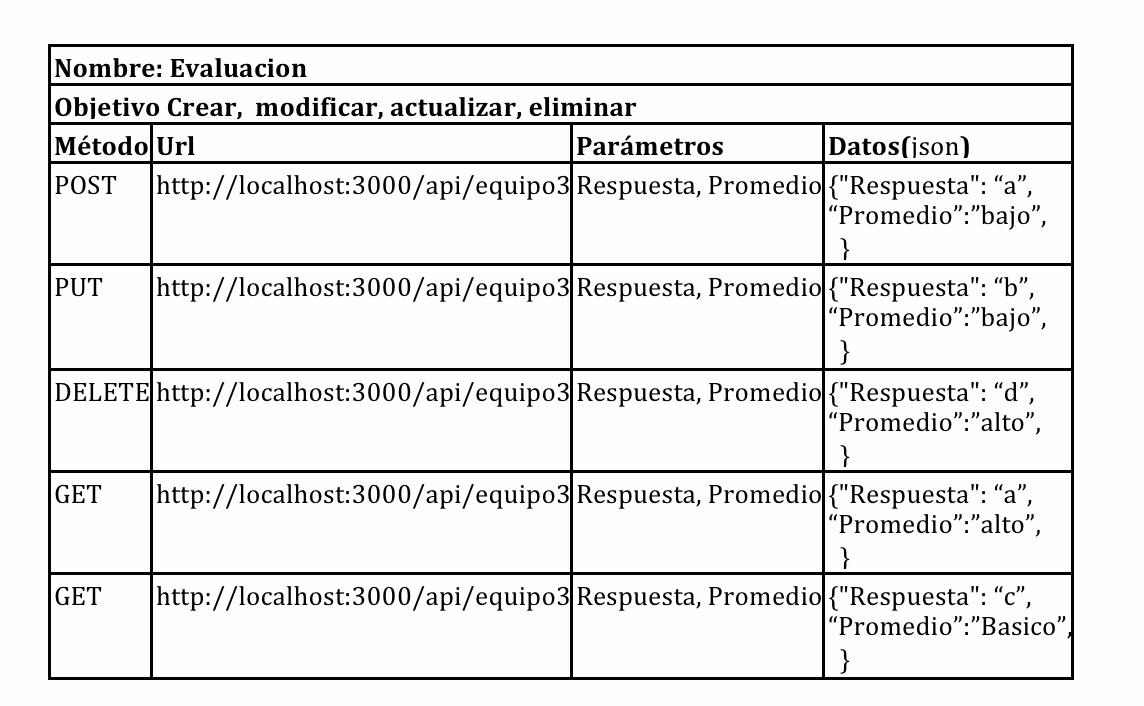 Nombre: Evaluacion
Objetivo Crear,  modificar, actualizar, eliminar
Método Url Parámetros Datos(json)
POST http://localhost:3000/api/equipo3 Respuesta, Promedio {"Respuesta": “a”,
“Promedio”:”bajo”,
}
PUT http://localhost:3000/api/equipo3 Respuesta, Promedio {"Respuesta": “b”,
“Promedio”:”bajo”,
}
DELETE http://localhost:3000/api/equipo3 Respuesta, Promedio {"Respuesta": “d”,
“Promedio”:”alto”,
}
GET http://localhost:3000/api/equipo3 Respuesta, Promedio {"Respuesta": “a”,
“Promedio”:”alto”,
}
GET http://localhost:3000/api/equipo3 Respuesta, Promedio {"Respuesta": “c”,
“Promedio”:”Basico”,
}